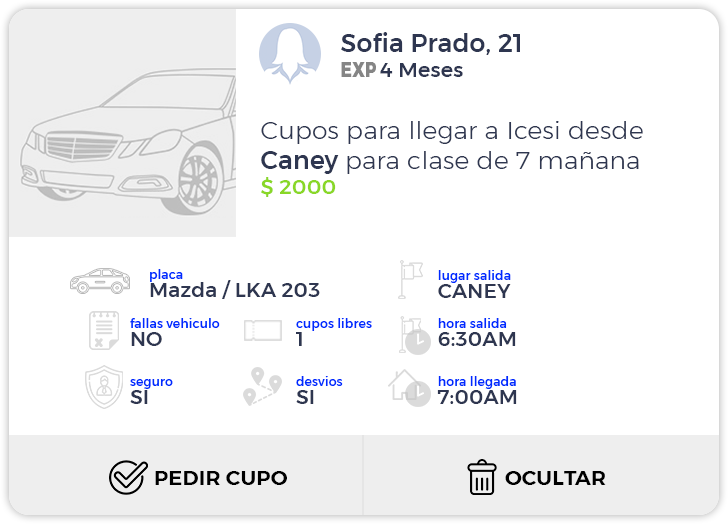 Sofia Prado, 21
EXP 4 Meses
Cupos para llegar a Icesi desde
Caney para clase de 7 mañana
$ 2000
placa
Mazda / LKA 203
lugar salida
CANEY
fallas vehiculo
NO
cupos libres
1
hora salida
6:30AM
seguro
SI
desvios
SI
hora llegada
7:00AM
PEDIR CUPO
OCULTAR